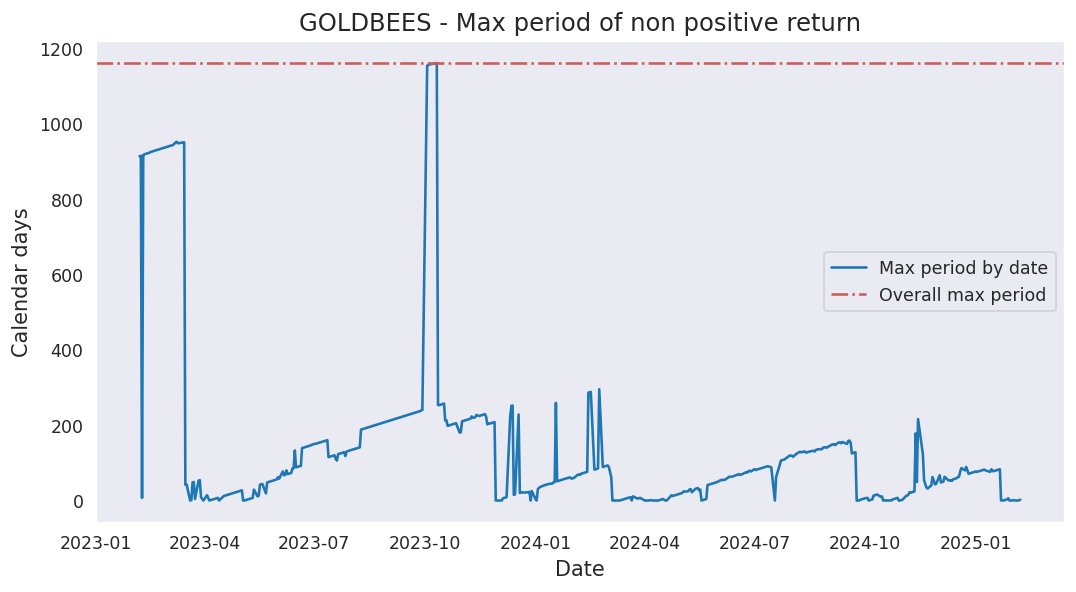 GOLDBEES - Max period of non positive return
1200
1000
800
600
400
200
0
Calendar days
Max period by date
Overall max period
2023-01 2023-04 2023-07 2023-10 2024-01 2024-04 2024-07 2024-10 2025-01
Date